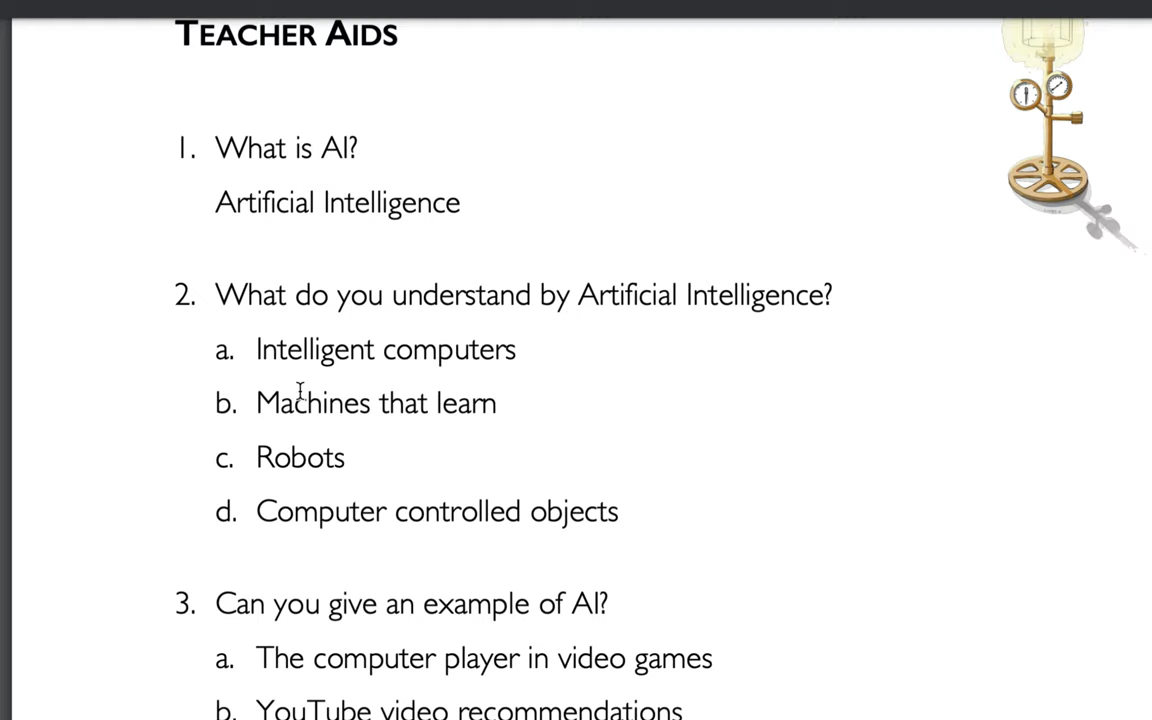 TEACHER AIDS
1. What is AI?
Artificial Intelligence
2. What do you understand by Artificial Intelligence?
a. Intelligent computers
b. Machines that learn
c. Robots
d. Computer controlled objects
3. Can you give an example of AI?
a. The computer player in video games
b. YouTube video recommendations